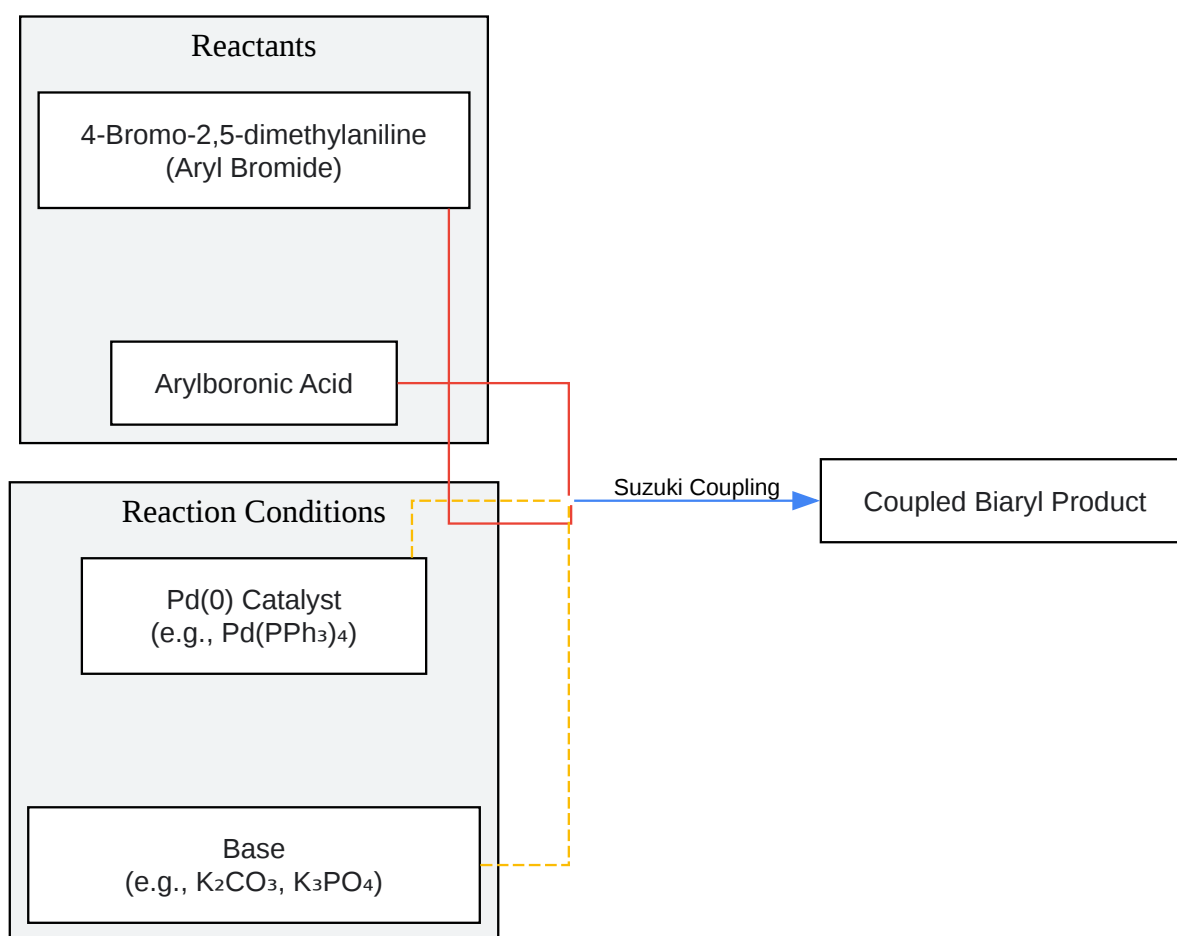 Reactants
4-Bromo-2,5-dimethylaniline
(Aryl Bromide)
Arylboronic Acid
Suzuki Coupling
Coupled Biaryl Product
Reaction Conditions
Pd(0) Catalyst
(e.g., Pd(PPh₃)₄)
Base
(e.g., K₂CO₃, K₃PO₄)